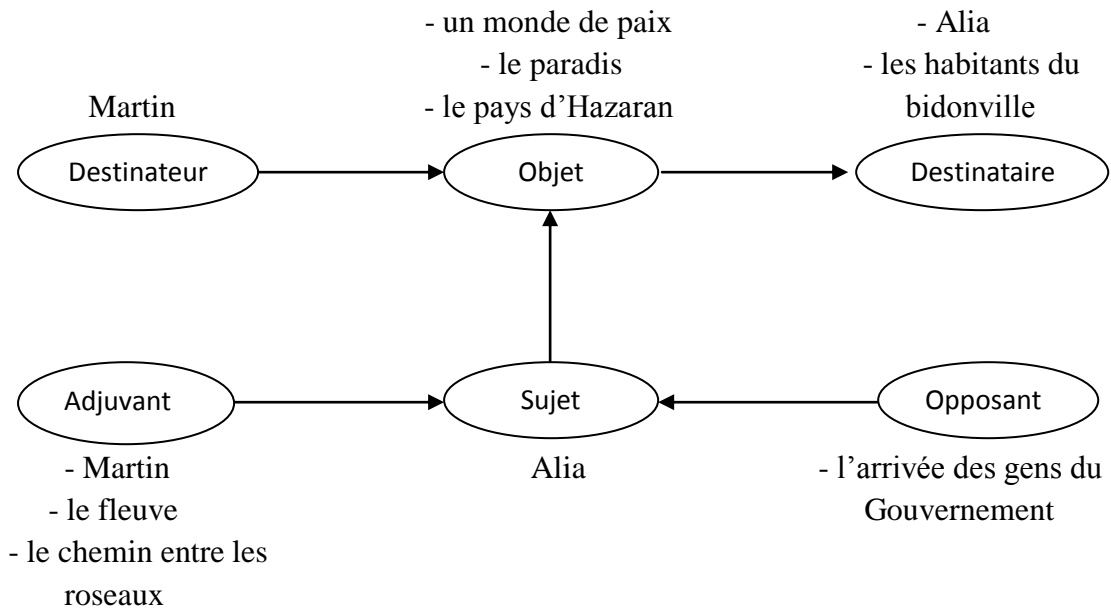 - un monde de paix
- le paradis
- le pays d’Hazaran
- Alia
- les habitants du
bidonville
Martin
Destinateur
Objet
Destinataire
Adjuvant
Sujet
Opposant
- Martin
- le fleuve
- le chemin entre les
roseaux
Alia
- l’arrivée des gens du
Gouvernement